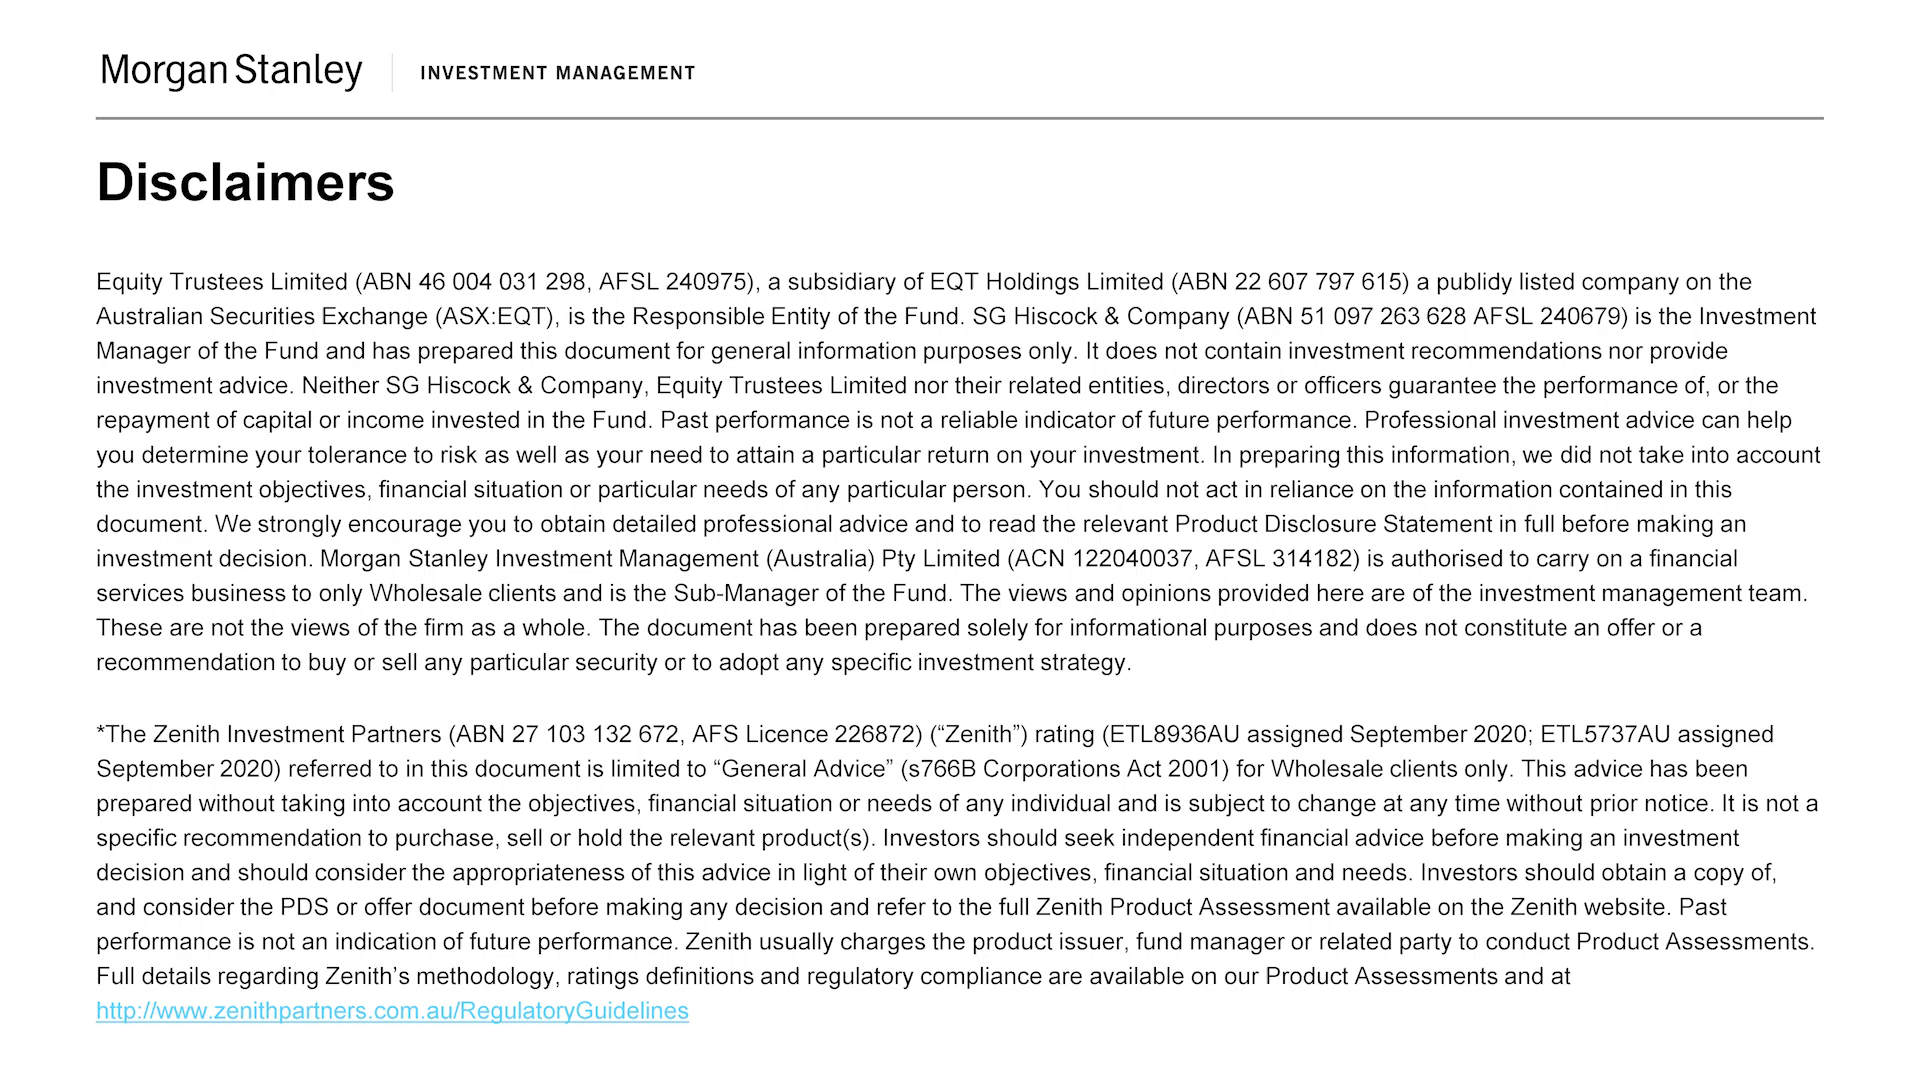 Morgan Stanley INVESTMENT MANAGEMENT
Disclaimers
Equity Trustees Limited (ABN 46 004 031 298, AFSL 240975), a subsidiary of EQT Holdings Limited (ABN 22 607 797 615) a publidy listed company on the
Australian Securities Exchange (ASX:EQT), is the Responsible Entity of the Fund. SG Hiscock & Company (ABN 51 097 263 628 AFSL 240679) is the Investment
Manager of the Fund and has prepared this document for general information purposes only. It does not contain investment recommendations nor provide
investment advice. Neither SG Hiscock & Company, Equity Trustees Limited nor their related entities, directors or officers guarantee the performance of, or the
repayment of capital or income invested in the Fund. Past performance is not a reliable indicator of future performance. Professional investment advice can help
you determine your tolerance to risk as well as your need to attain a particular return on your investment. In preparing this information, we did not take into account
the investment objectives, financial situation or particular needs of any particular person. You should not act in reliance on the information contained in this
document. We strongly encourage you to obtain detailed professional advice and to read the relevant Product Disclosure Statement in full before making an
investment decision. Morgan Stanley Investment Management (Australia) Pty Limited (ACN 122040037, AFSL 314182) is authorised to carry on a financial
services business to only Wholesale clients and is the Sub-Manager of the Fund. The views and opinions provided here are of the investment management team.
These are not the views of the firm as a whole. The document has been prepared solely for informational purposes and does not constitute an offer or a
recommendation to buy or sell any particular security or to adopt any specific investment strategy.
*The Zenith Investment Partners (ABN 27 103 132 672, AFS Licence 226872) (“Zenith”) rating (ETL8936AU assigned September 2020; ETL5737AU assigned
September 2020) referred to in this document is limited to “General Advice” (s766B Corporations Act 2001) for Wholesale clients only. This advice has been
prepared without taking into account the objectives, financial situation or needs of any individual and is subject to change at any time without prior notice. It is not a
specific recommendation to purchase, sell or hold the relevant product(s). Investors should seek independent financial advice before making an investment
decision and should consider the appropriateness of this advice in light of their own objectives, financial situation and needs. Investors should obtain a copy of,
and consider the PDS or offer document before making any decision and refer to the full Zenith Product Assessment available on the Zenith website. Past
performance is not an indication of future performance. Zenith usually charges the product issuer, fund manager or related party to conduct Product Assessments.
Full details regarding Zenith’s methodology, ratings definitions and regulatory compliance are available on our Product Assessments and at
http://www.zenithpartners.com.au/RegulatoryGuidelines